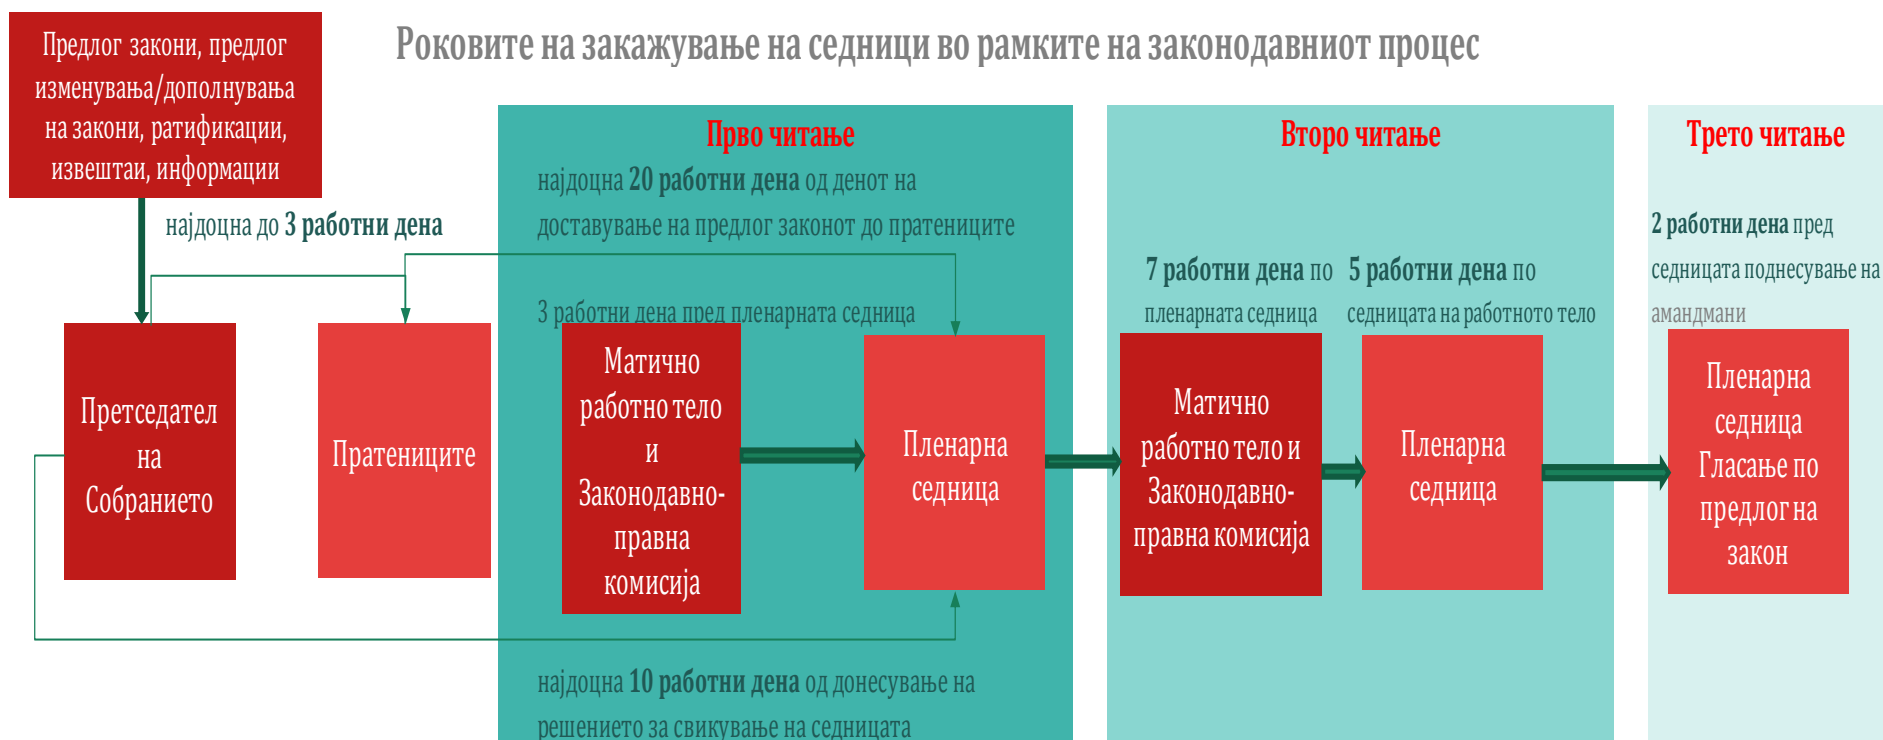 Предлог закони, предлог
изменувања/дополнувања
на закони, ратификации,
извештаи, информации
Роковите на закажување на седници во рамките на законодавниот процес
најдоцна до 3 работни дена
Претседател
на
Собранието
Пратениците
Прво читање
најдоцна 20 работни дена од денот на
доставување на предлог законот до пратениците
3 работни дена пред пленарната седница
Матично
работно тело
и
Законодавно-
правна
комисија
Пленарна
седница
најдоцна 10 работни дена од донесување на
решението за свикување на седницата
Второ читање
7 работни дена по
пленарната седница
5 работни дена по
седницата на работното тело
Матично
работно тело и
Законодавно-
правна комисија
Пленарна
седница
Трето читање
2 работни дена пред
седницата поднесување на
амандмани
Пленарна
седница
Гласање по
предлог на
закон